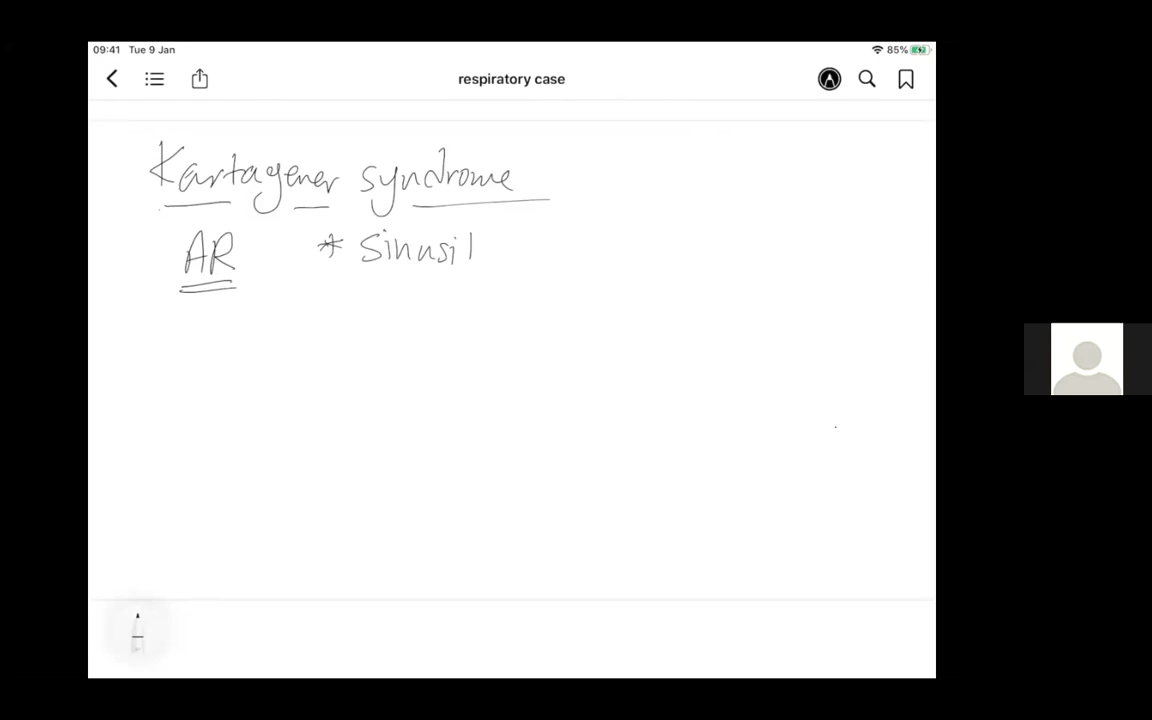 09:41 Tue 9 Jan 85%
respiratory case
Kartagener syndrome
AR * Sinusil